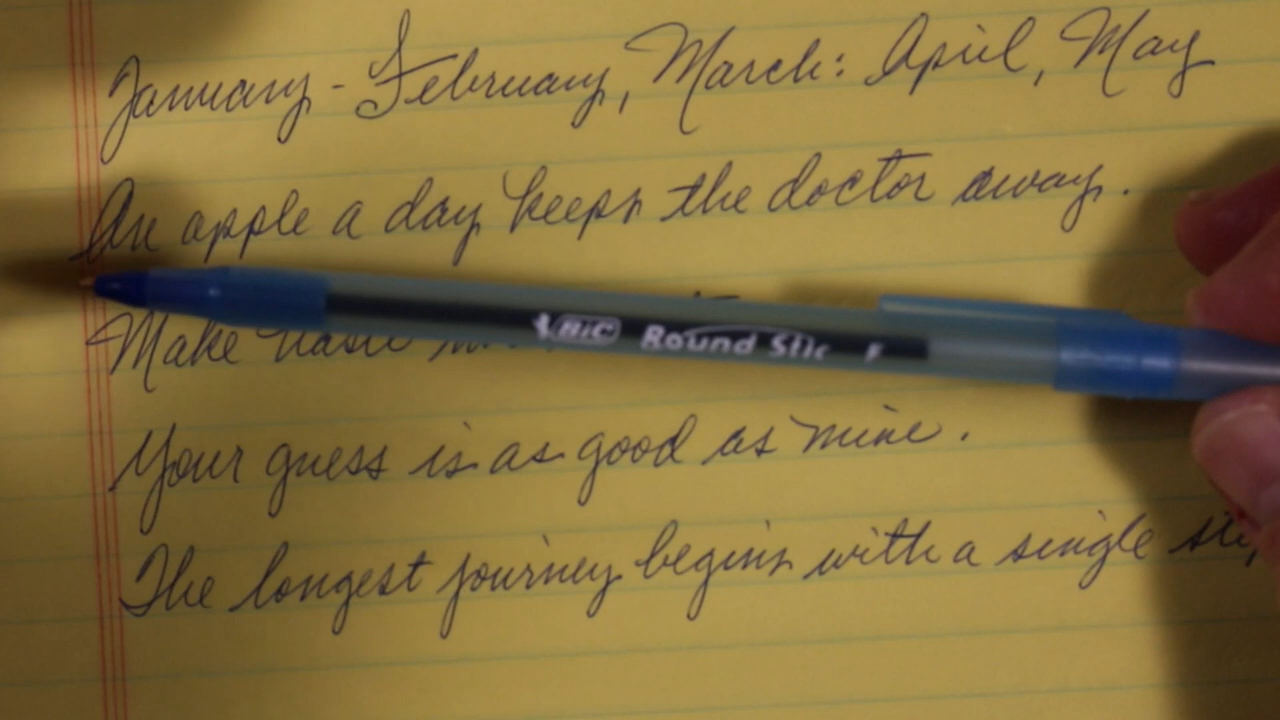 January - February, March: April, May
An apple a day keeps the doctor away.
BIC Round Stic F
Make haste
Your guess is as good as mine.
The longest journey begins with a single